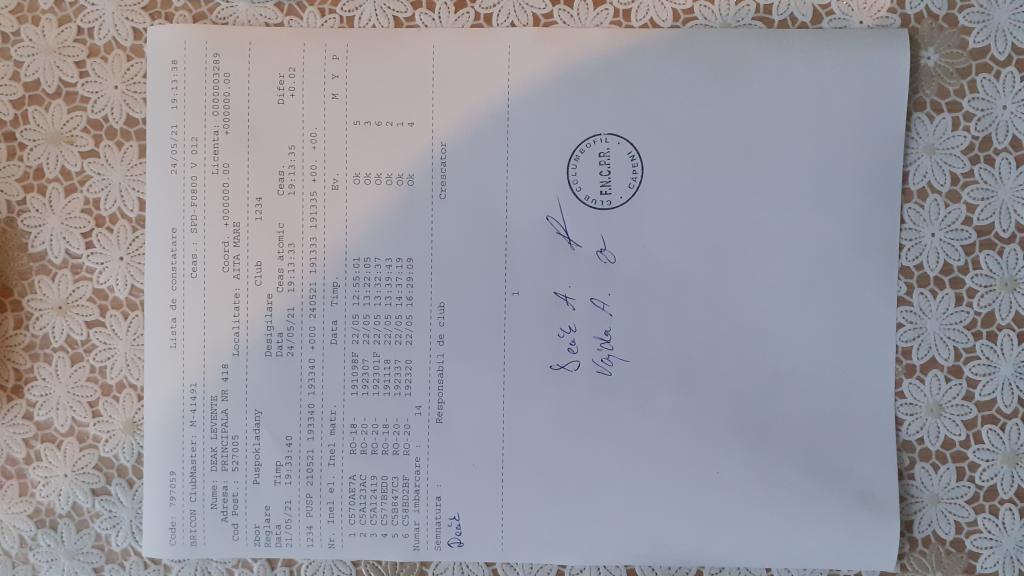 Code: 797059 Lista de constatare 24/05/21 19:13:38
BRICON ClubMaster: M-41491 Ceas.: SPD-F0800 V 012
Nume: DEAK LEVENTE Licenta: 0000003289
Adresa: PRINCIPALA NR 418 Coord. +000000.00 +000000.00
Cod Post.: 527005 Localitate: AITA MARE
Zbor Puspokladany Club 1234
Reglare Desigilare
Data Timp Data Ceas atomic Ceas. Difer
21/05/21 19:33:40 24/05/21 19:13:33 19:13:35 +0.02
1234 PUSP 210521 193340 193340 +000 240521 191333 191335 +00. +00.
Nr. Inel el. Inel matr. Data Timp. Ev. M Y P
1 C570AE7A RO-18- 191098F 22/05 12:55:01 Ok 5
2 C5A123AC RO-20- 192307 22/05 13:22:05 Ok 3
3 C5A12419 RO-20- 192301F 22/05 13:32:37 Ok 6
4 C577BED0 RO-18- 191118 22/05 13:39:43 Ok 2
5 C5B847C3 RO-20- 192337 22/05 14:37:19 Ok 1
6 C58BD2BF RO-20- 192320 22/05 16:29:09 Ok 4
Numar imbarcare : 14
Semnatura : Responsabil de club Crescator
Deak
1
Deak A.
Vajda A.
CLUB COLUMBOFIL
F.N.C.P.R.
CAPENI